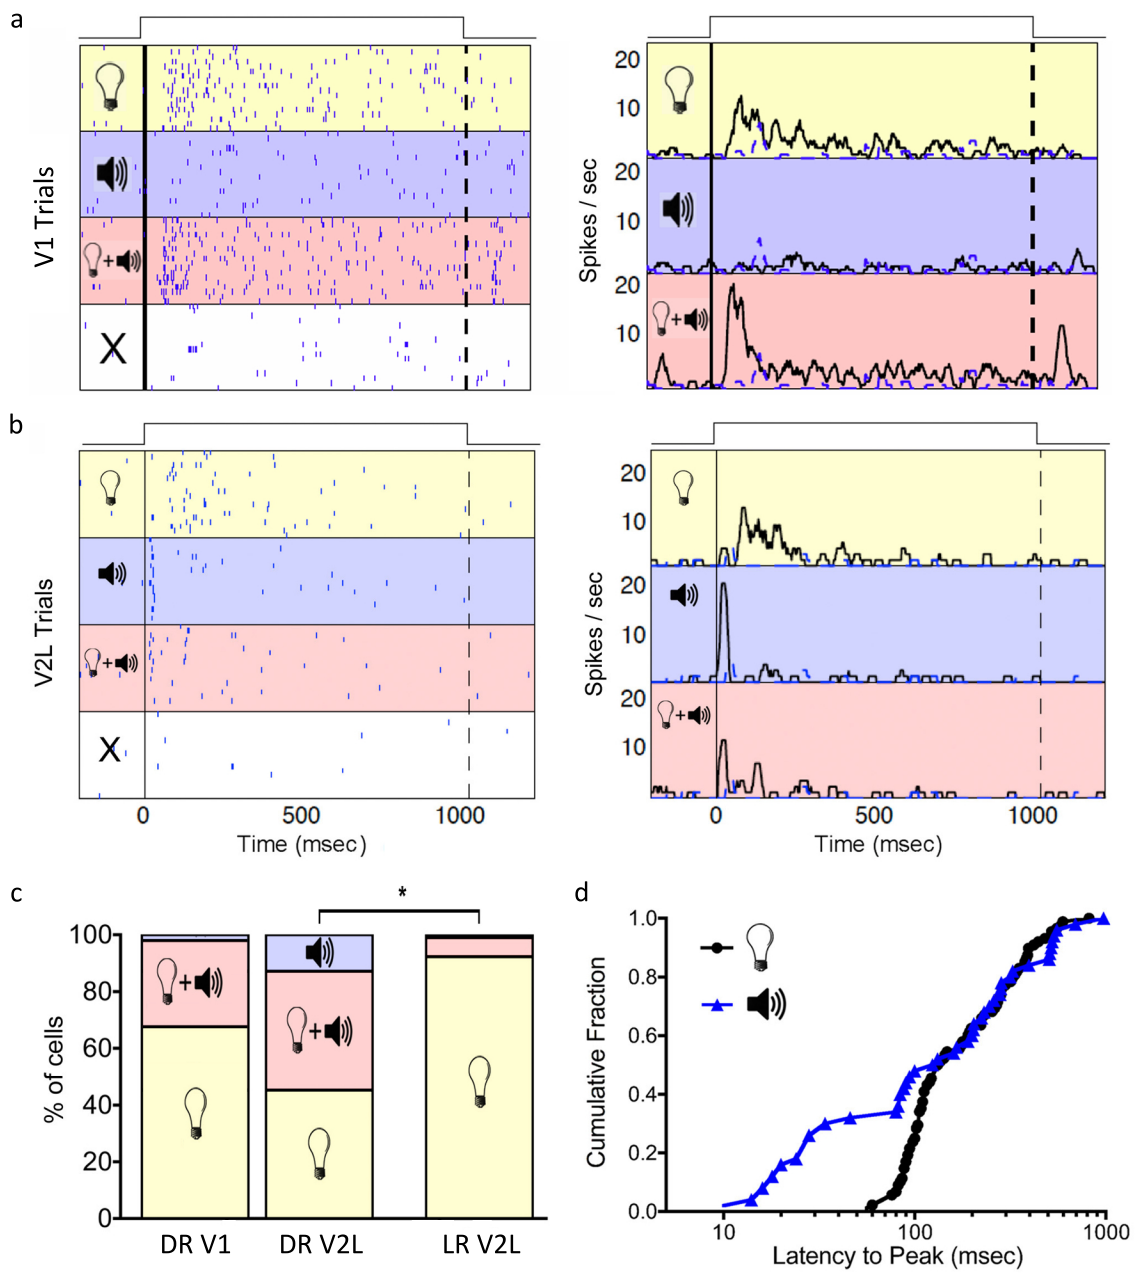 a
V1 Trials
X
Spikes / sec
20
10
20
10
20
10
+
+
b
V2L Trials
X
0
500
1000
Time (msec)
Spikes / sec
20
10
20
10
20
10
+
+
0
500
1000
Time (msec)
c
*
% of cells
100
80
60
40
20
0
+
+
DR V1
DR V2L
LR V2L
d
Cumulative Fraction
1.0
0.8
0.6
0.4
0.2
0.0
10
100
1000
Latency to Peak (msec)